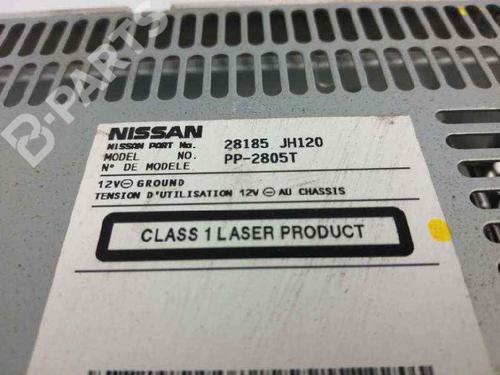 B-PARTS
NISSAN
NISSAN PART No. 28185 JH120
MODEL NO. PP-2805T
N° DE MODELE
12V⊖ GROUND
TENSION D'UTILISATION 12V⊖ AU CHASSIS
CLASS 1 LASER PRODUCT